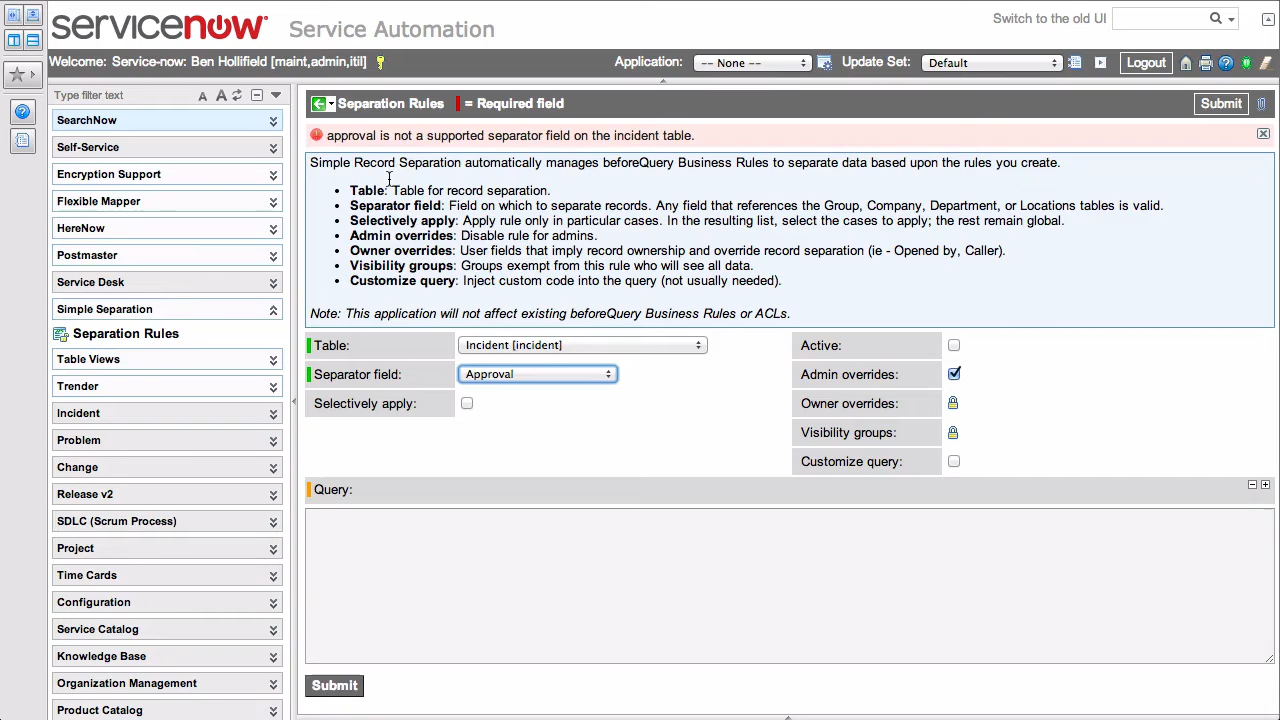 servicenow Service Automation
Switch to the old UI
Welcome: Service-now: Ben Hollifield [maint,admin,itil]
Application: -- None -- Update Set: Default Logout
Type filter text A A
SearchNow
Self-Service
Encryption Support
Flexible Mapper
HereNow
Postmaster
Service Desk
Simple Separation
Separation Rules
Table Views
Trender
Incident
Problem
Change
Release v2
SDLC (Scrum Process)
Project
Time Cards
Configuration
Service Catalog
Knowledge Base
Organization Management
Product Catalog
Separation Rules = Required field Submit
approval is not a supported separator field on the incident table.
Simple Record Separation automatically manages beforeQuery Business Rules to separate data based upon the rules you create.
• Table: Table for record separation.
• Separator field: Field on which to separate records. Any field that references the Group, Company, Department, or Locations tables is valid.
• Selectively apply: Apply rule only in particular cases. In the resulting list, select the cases to apply; the rest remain global.
• Admin overrides: Disable rule for admins.
• Owner overrides: User fields that imply record ownership and override record separation (ie - Opened by, Caller).
• Visibility groups: Groups exempt from this rule who will see all data.
• Customize query: Inject custom code into the query (not usually needed).
Note: This application will not affect existing beforeQuery Business Rules or ACLs.
Table: Incident [incident]
Separator field: Approval
Selectively apply:
Active:
Admin overrides:
Owner overrides:
Visibility groups:
Customize query:
Query:
Submit